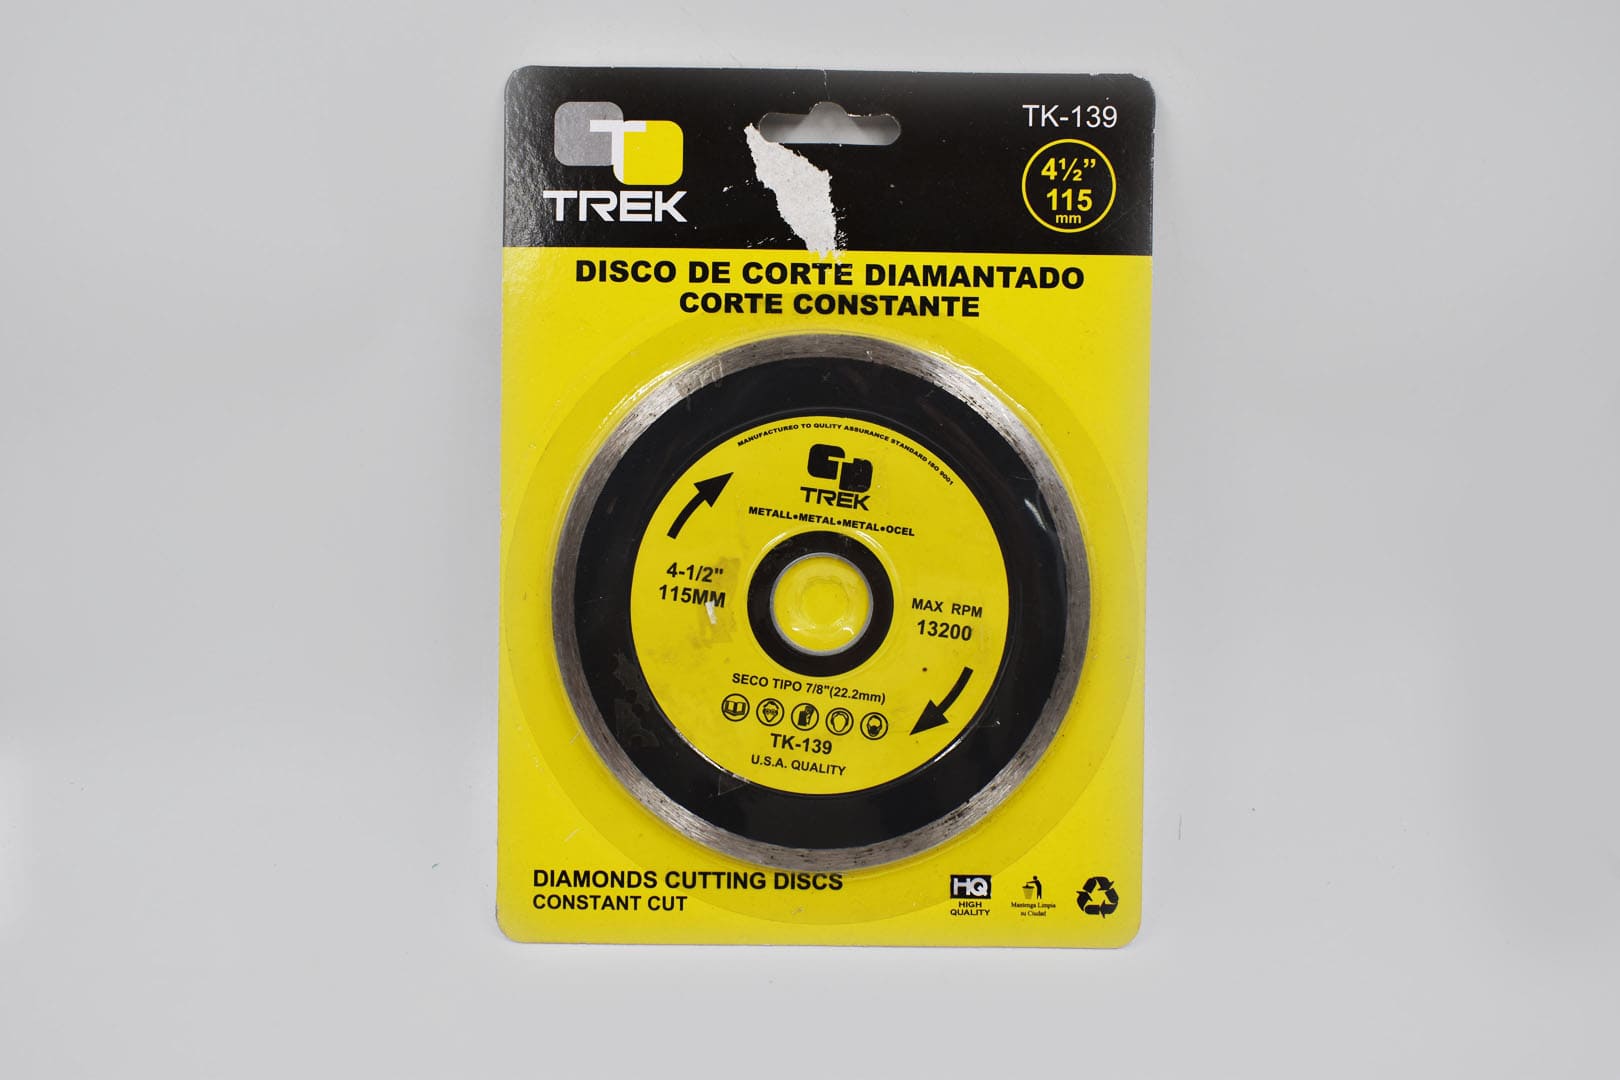 TREK
TK-139
4½”
115
mm
DISCO DE CORTE DIAMANTADO
CORTE CONSTANTE
MANUFACTUREO TO QULITY ASSURANCE STANDARD ISO 9001
TREK
METALL●METAL●METAL●OCEL
4-1/2"
115MM
MAX RPM
13200
SECO TIPO 7/8"(22.2mm)
TK-139
U.S.A. QUALITY
DIAMONDS CUTTING DISCS
CONSTANT CUT
HQ
HIGH
QUALITY
Mantenga Limpia
su Ciudad